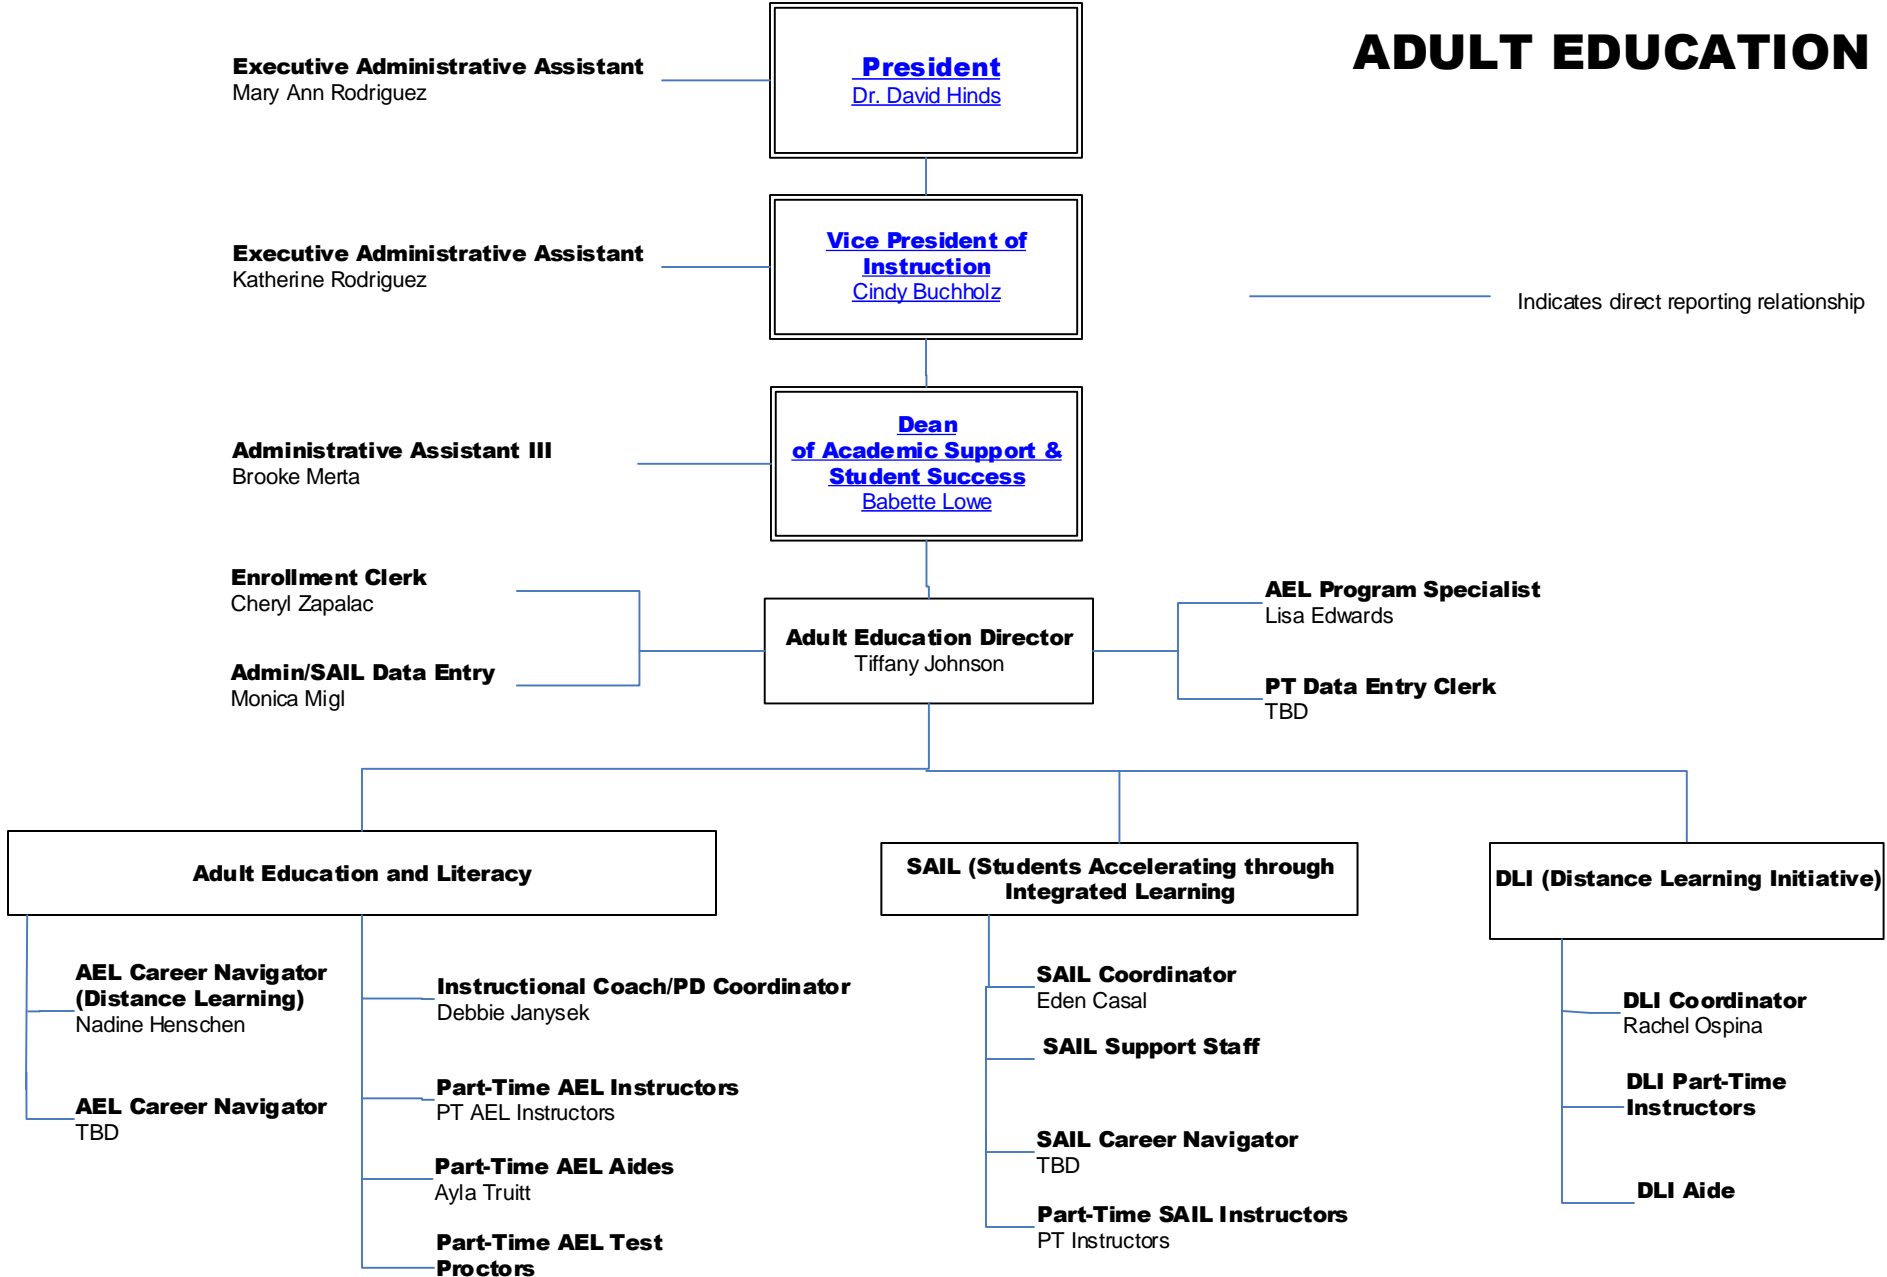 ADULT EDUCATION
Executive Administrative Assistant
Mary Ann Rodriguez
President
Dr. David Hinds
Executive Administrative Assistant
Katherine Rodriguez
Vice President of
Instruction
Cindy Buchholz
Indicates direct reporting relationship
Administrative Assistant III
Brooke Merta
Dean
of Academic Support &
Student Success
Babette Lowe
Enrollment Clerk
Cheryl Zapalac
Admin/SAIL Data Entry
Monica Migl
Adult Education Director
Tiffany Johnson
AEL Program Specialist
Lisa Edwards
PT Data Entry Clerk
TBD
Adult Education and Literacy
AEL Career Navigator
(Distance Learning)
Nadine Henschen
AEL Career Navigator
TBD
Instructional Coach/PD Coordinator
Debbie Janysek
Part-Time AEL Instructors
PT AEL Instructors
Part-Time AEL Aides
Ayla Truitt
Part-Time AEL Test
Proctors
SAIL (Students Accelerating through
Integrated Learning
SAIL Coordinator
Eden Casal
SAIL Support Staff
SAIL Career Navigator
TBD
Part-Time SAIL Instructors
PT Instructors
DLI (Distance Learning Initiative)
DLI Coordinator
Rachel Ospina
DLI Part-Time
Instructors
DLI Aide